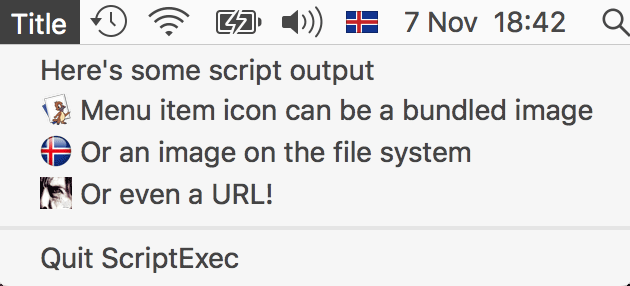 Title 7 Nov 18:42
Here's some script output
Menu item icon can be a bundled image
Or an image on the file system
Or even a URL!
Quit ScriptExec